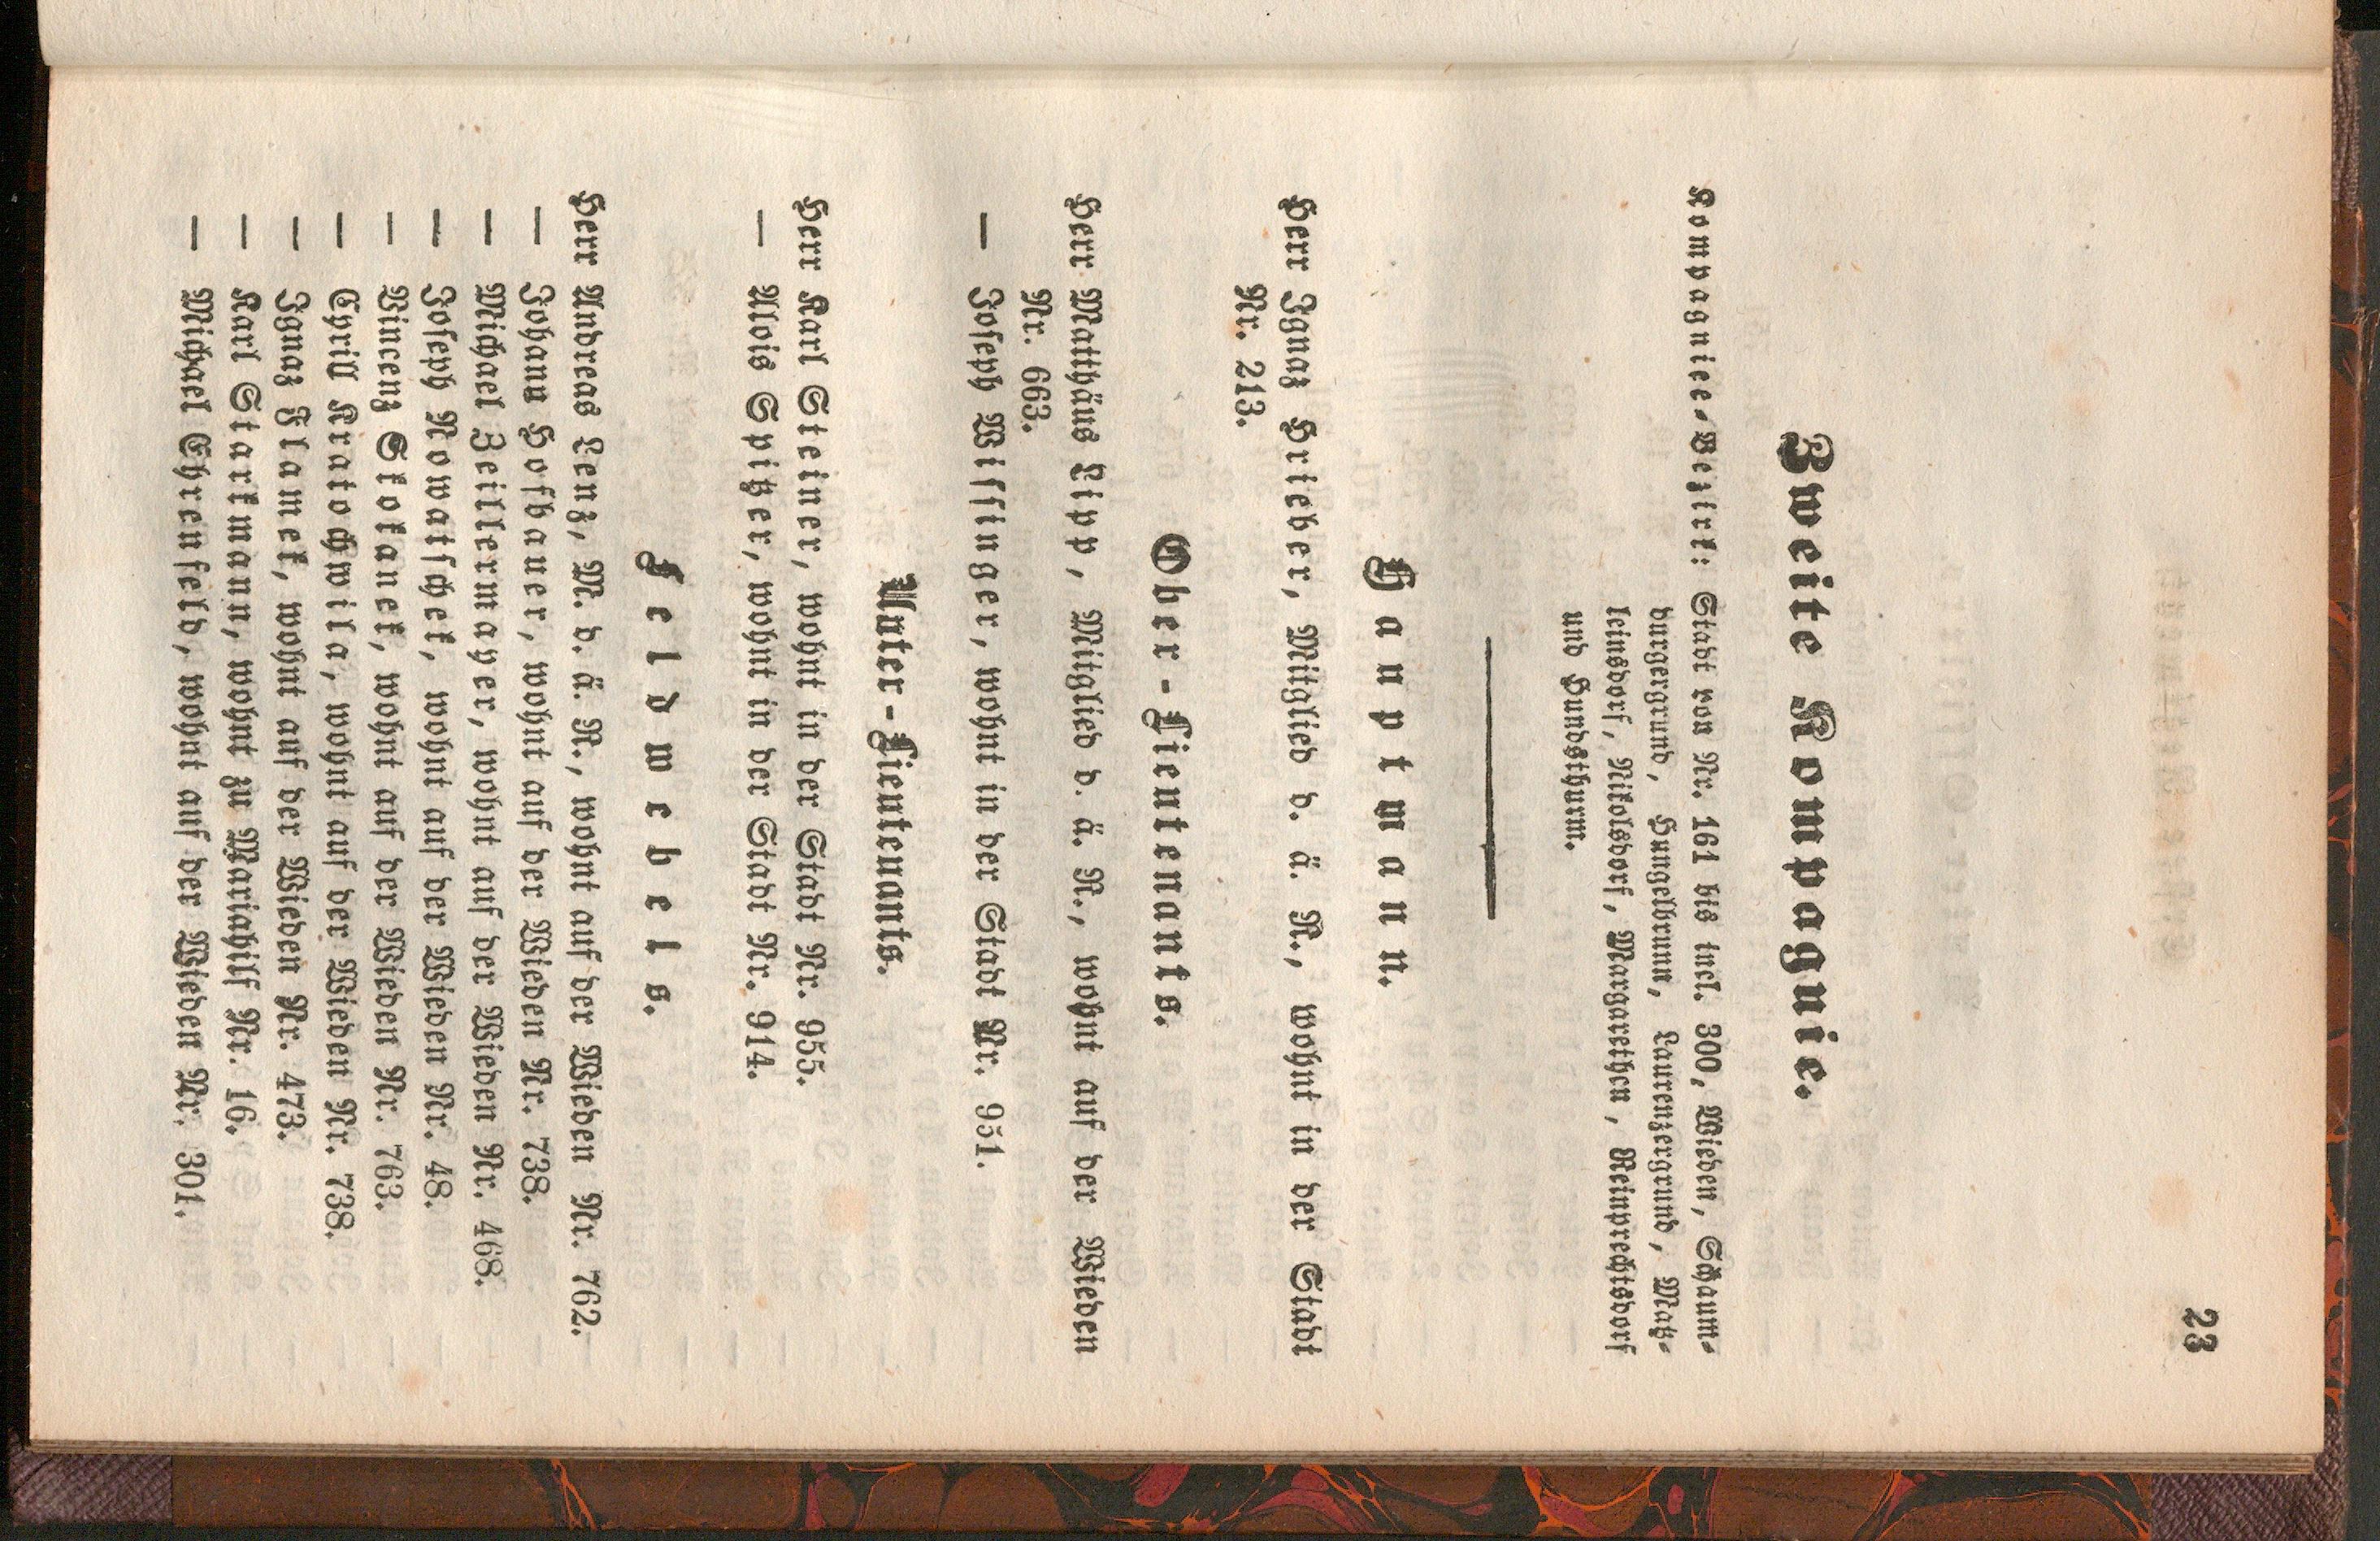 23
Zweite Kompagnie.
Kompagniee-Bezirk: Stadt von Nr. 161 bis incl. 300, Wieden, Schaum-
burgergrund, Hungelbrunn, Laurenzergrund, Matz-
leinsdorf, Nikolsdorf, Margarethen, Reinprechtsdorf
und Hundsthurm.
Hauptmann.
Herr Ignaz Hrieber, Mitglied d. ä. R., wohnt in der Stadt
Nr. 213.
Ober-Lieutenants.
Herr Matthäus Lipp, Mitglied d. ä. R., wohnt auf der Wieden
Nr. 663.
— Joseph Wissinger, wohnt in der Stadt Nr. 951.
Unter-Lieutenants.
Herr Karl Steiner, wohnt in der Stadt Nr. 955.
— Alois Spitzer, wohnt in der Stadt Nr. 914.
Feldwebels.
Herr Andreas Lenz, M. d. ä. R., wohnt auf der Wieden Nr. 762.
— Johann Hofbauer, wohnt auf der Wieden Nr. 738.
— Michael Zeillermayer, wohnt auf der Wieden Nr. 468.
— Joseph Nowatschek, wohnt auf der Wieden Nr. 48.
— Vincenz Skokanek, wohnt auf der Wieden Nr. 763.
— Cyrill Kratochwila, wohnt auf der Wieden Nr. 738.
— Ignaz Flamek, wohnt auf der Wieden Nr. 473.
— Karl Starkmann, wohnt zu Mariahilf Nr. 16.
— Michael Ehrenfeld, wohnt auf der Wieden Nr. 301.